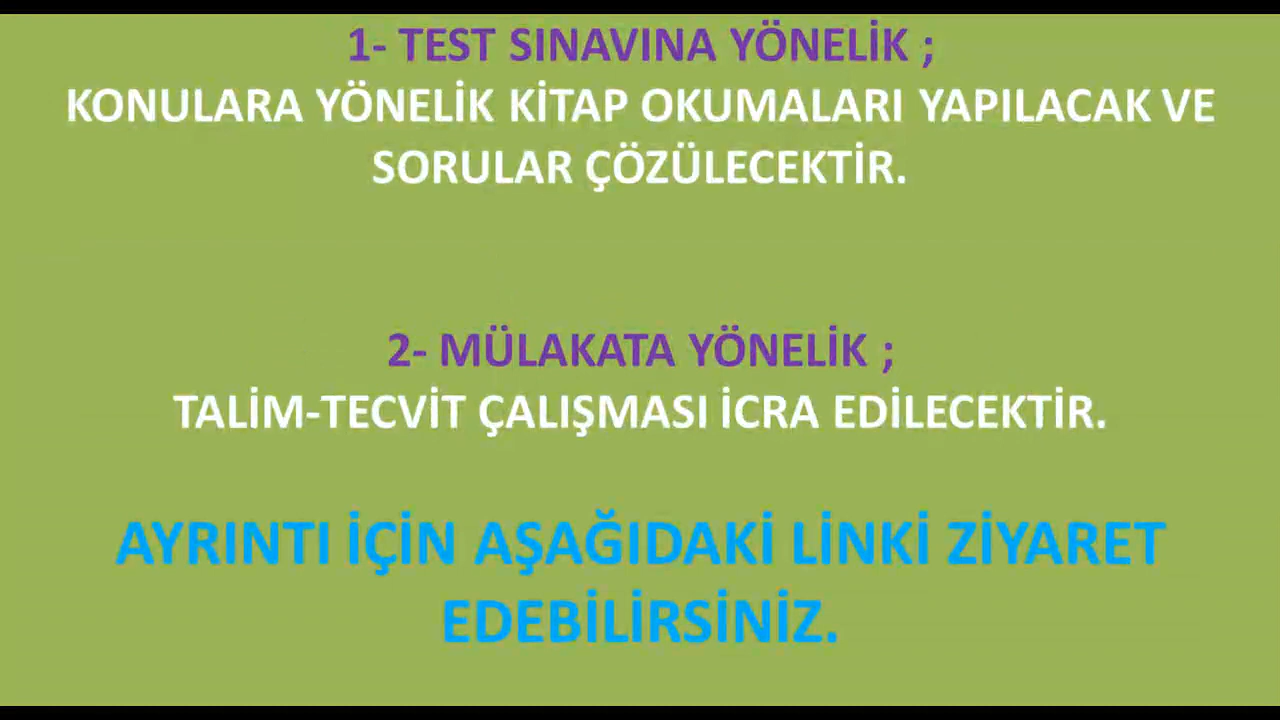 1- TEST SINAVINA YÖNELİK ;
KONULARA YÖNELİK KİTAP OKUMALARI YAPILACAK VE
SORULAR ÇÖZÜLECEKTİR.
2- MÜLAKATA YÖNELİK ;
TALİM-TECVİT ÇALIŞMASI İCRA EDİLECEKTİR.
AYRINTI İÇİN AŞAĞIDAKİ LİNKİ ZİYARET
EDEBİLİRSİNİZ.